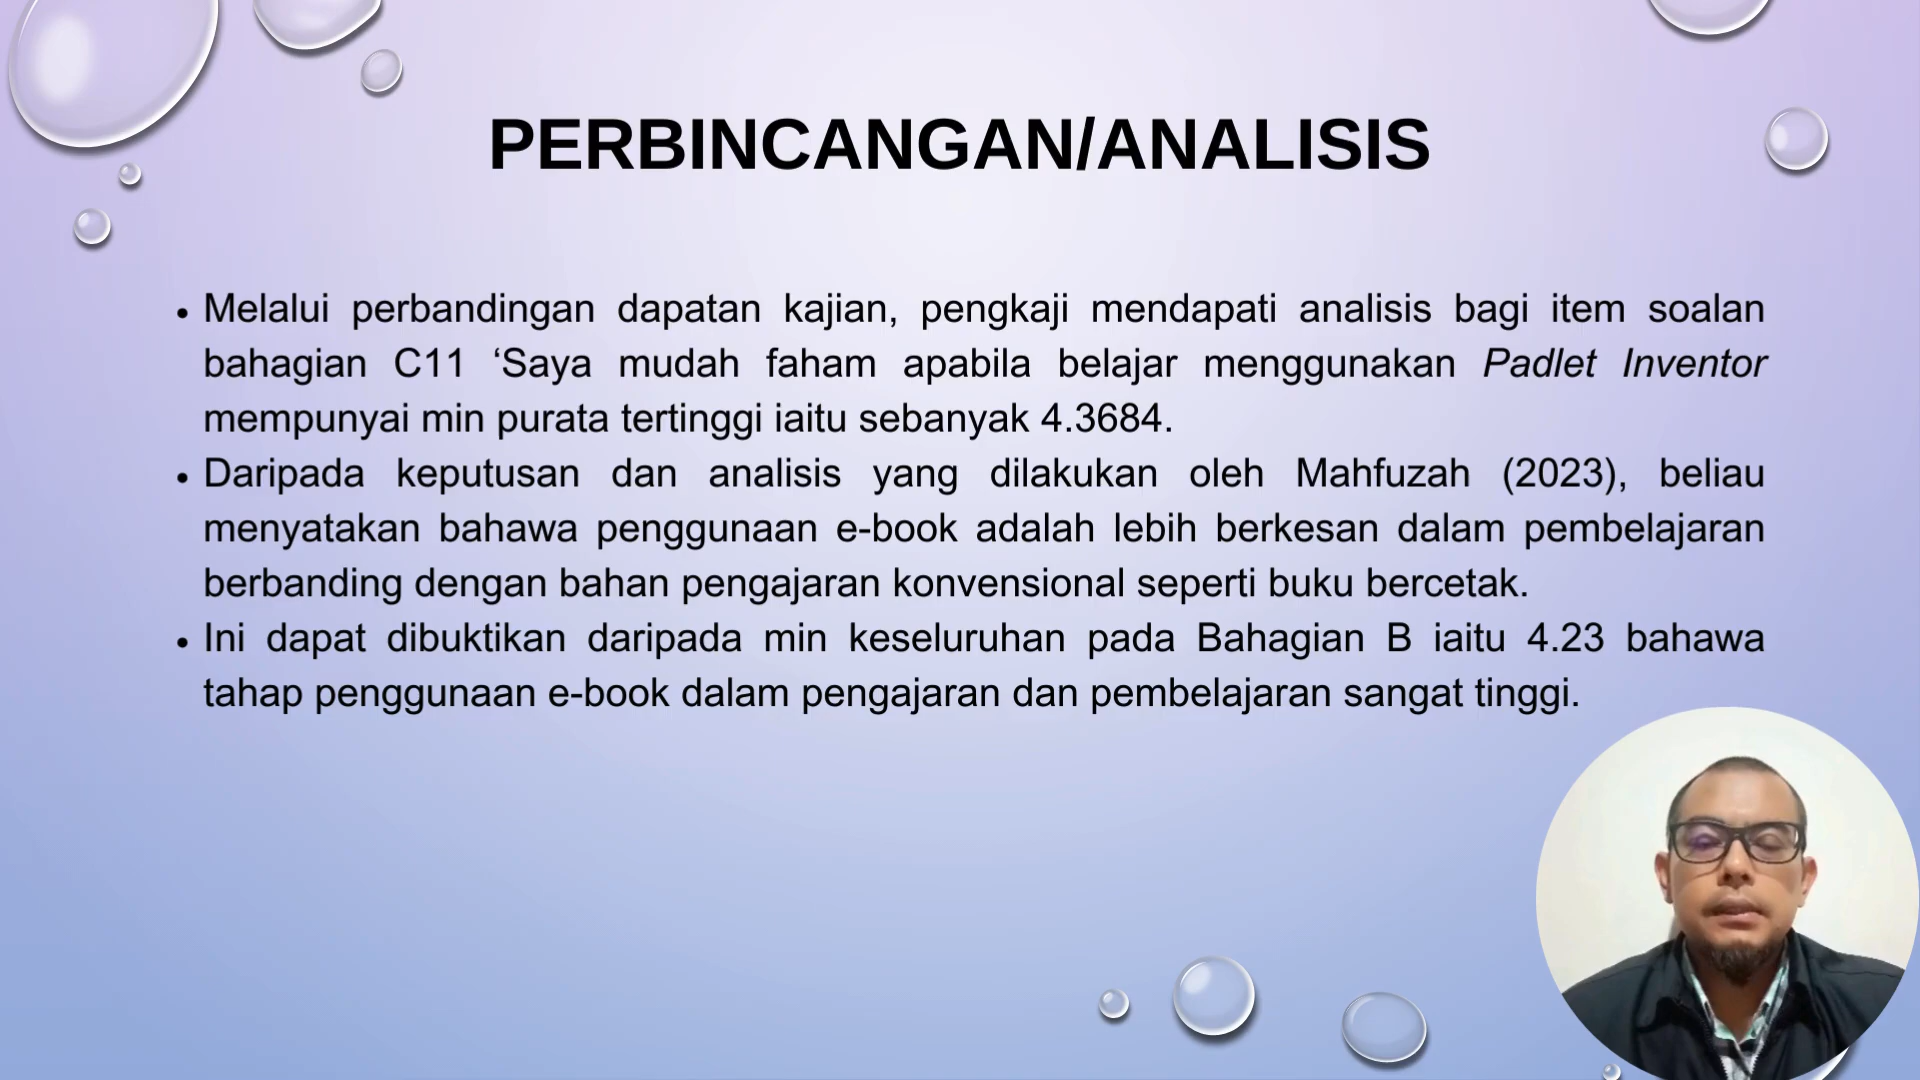 PERBINCANGAN/ANALISIS
• Melalui perbandingan dapatan kajian, pengkaji mendapati analisis bagi item soalan
bahagian C11 ‘Saya mudah faham apabila belajar menggunakan Padlet Inventor
mempunyai min purata tertinggi iaitu sebanyak 4.3684.
• Daripada keputusan dan analisis yang dilakukan oleh Mahfuzah (2023), beliau
menyatakan bahawa penggunaan e-book adalah lebih berkesan dalam pembelajaran
berbanding dengan bahan pengajaran konvensional seperti buku bercetak.
• Ini dapat dibuktikan daripada min keseluruhan pada Bahagian B iaitu 4.23 bahawa
tahap penggunaan e-book dalam pengajaran dan pembelajaran sangat tinggi.